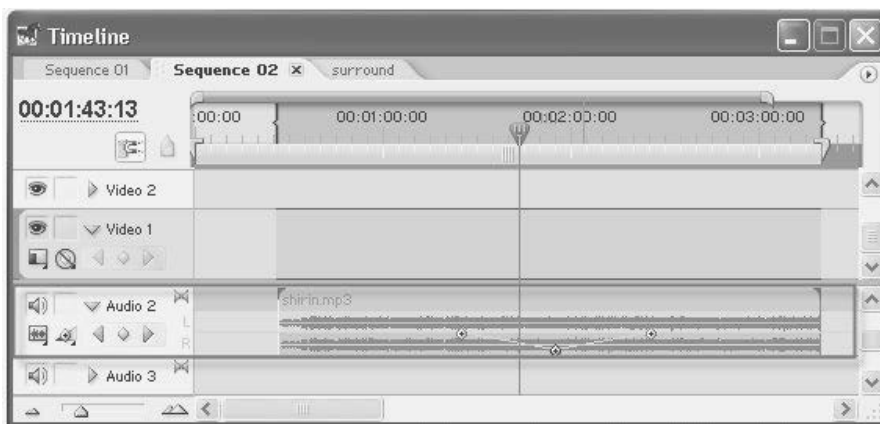 Timeline
Sequence 01 Sequence 02 surround
00:01:43:13
:00:00 00:01:00:00 00:02:00:00 00:03:00:00
Video 2
Video 1
shirin.mp3
Audio 2
L
R
Audio 3